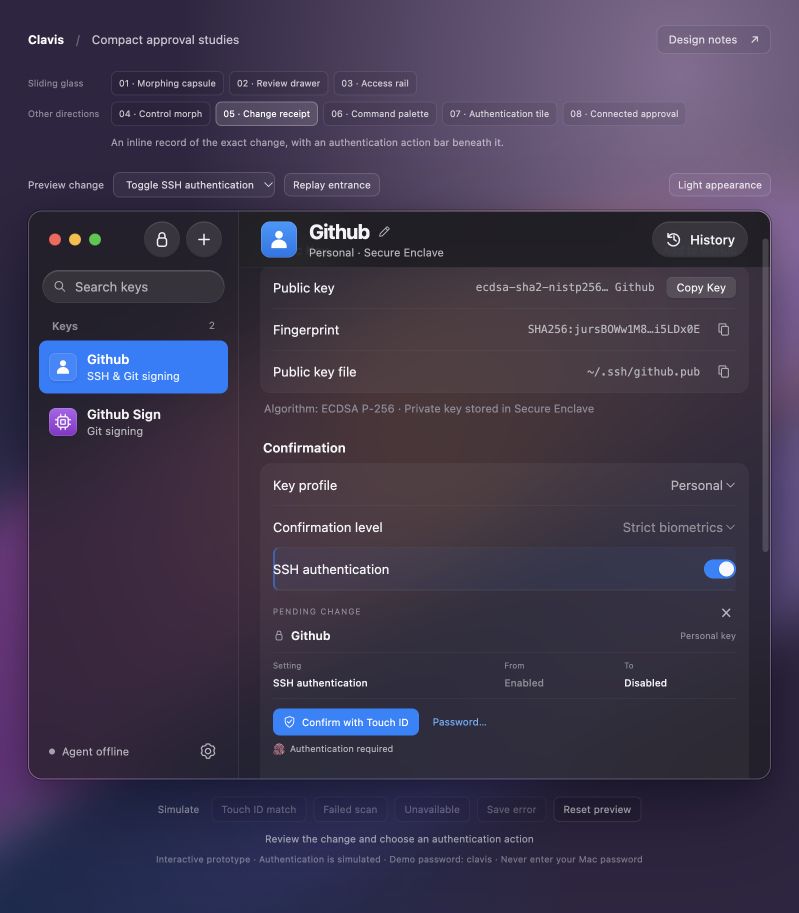 Clavis / Compact approval studies
Design notes ↗
Sliding glass 01 · Morphing capsule 02 · Review drawer 03 · Access rail
Other directions 04 · Control morph 05 · Change receipt 06 · Command palette 07 · Authentication tile 08 · Connected approval
An inline record of the exact change, with an authentication action bar beneath it.
Preview change Toggle SSH authentication Replay entrance Light appearance
Search keys
Keys 2
Github
SSH & Git signing
Github Sign
Git signing
Agent offline
Github
Personal · Secure Enclave
History
Public key ecdsa-sha2-nistp256… Github Copy Key
Fingerprint SHA256:jursBOWw1M8…i5LDx0E
Public key file ~/.ssh/github.pub
Algorithm: ECDSA P-256 · Private key stored in Secure Enclave
Confirmation
Key profile Personal
Confirmation level Strict biometrics
SSH authentication
PENDING CHANGE
Github Personal key
Setting From To
SSH authentication Enabled Disabled
Confirm with Touch ID Password…
Authentication required
Simulate Touch ID match Failed scan Unavailable Save error Reset preview
Review the change and choose an authentication action
Interactive prototype · Authentication is simulated · Demo password: clavis · Never enter your Mac password